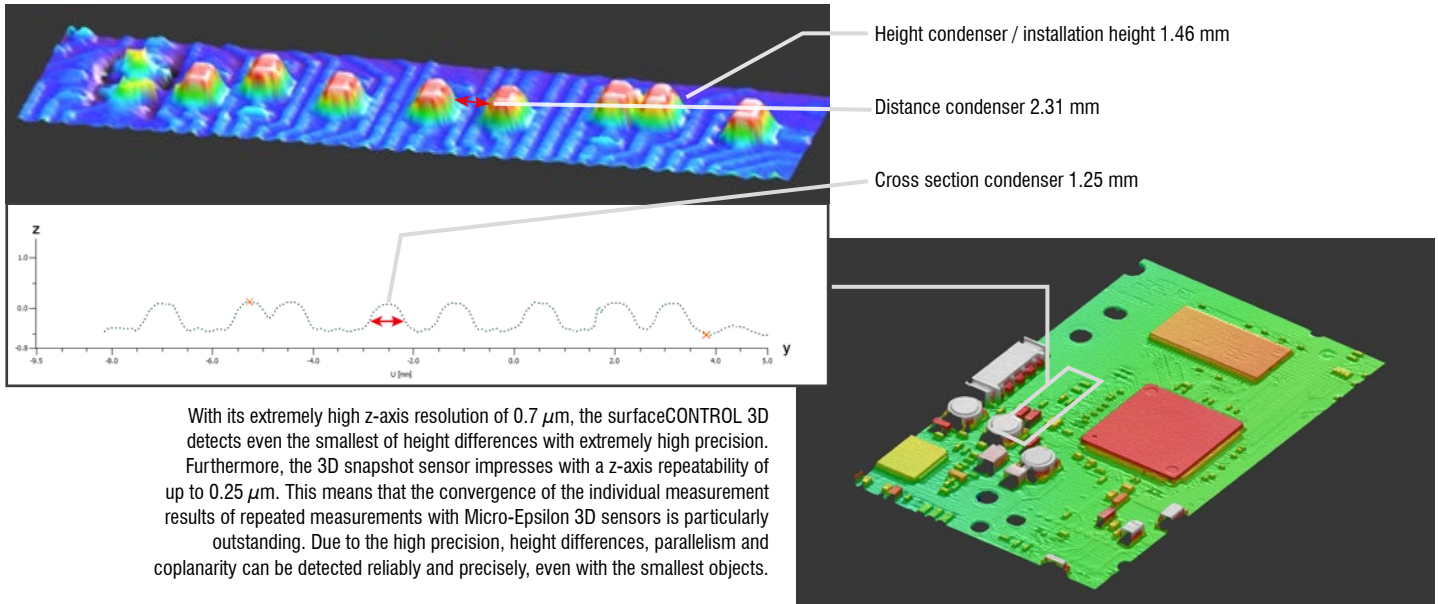 Height condenser / installation height 1.46 mm
Distance condenser 2.31 mm
Cross section condenser 1.25 mm
z
1.0
0.0
-0.8
-9.5 -8.0 -6.0 -4.0 -2.0 0.0 2.0 4.0 5.0
y
U [mm]
With its extremely high z-axis resolution of 0.7 μm, the surfaceCONTROL 3D
detects even the smallest of height differences with extremely high precision.
Furthermore, the 3D snapshot sensor impresses with a z-axis repeatability of
up to 0.25 μm. This means that the convergence of the individual measurement
results of repeated measurements with Micro-Epsilon 3D sensors is particularly
outstanding. Due to the high precision, height differences, parallelism and
coplanarity can be detected reliably and precisely, even with the smallest objects.